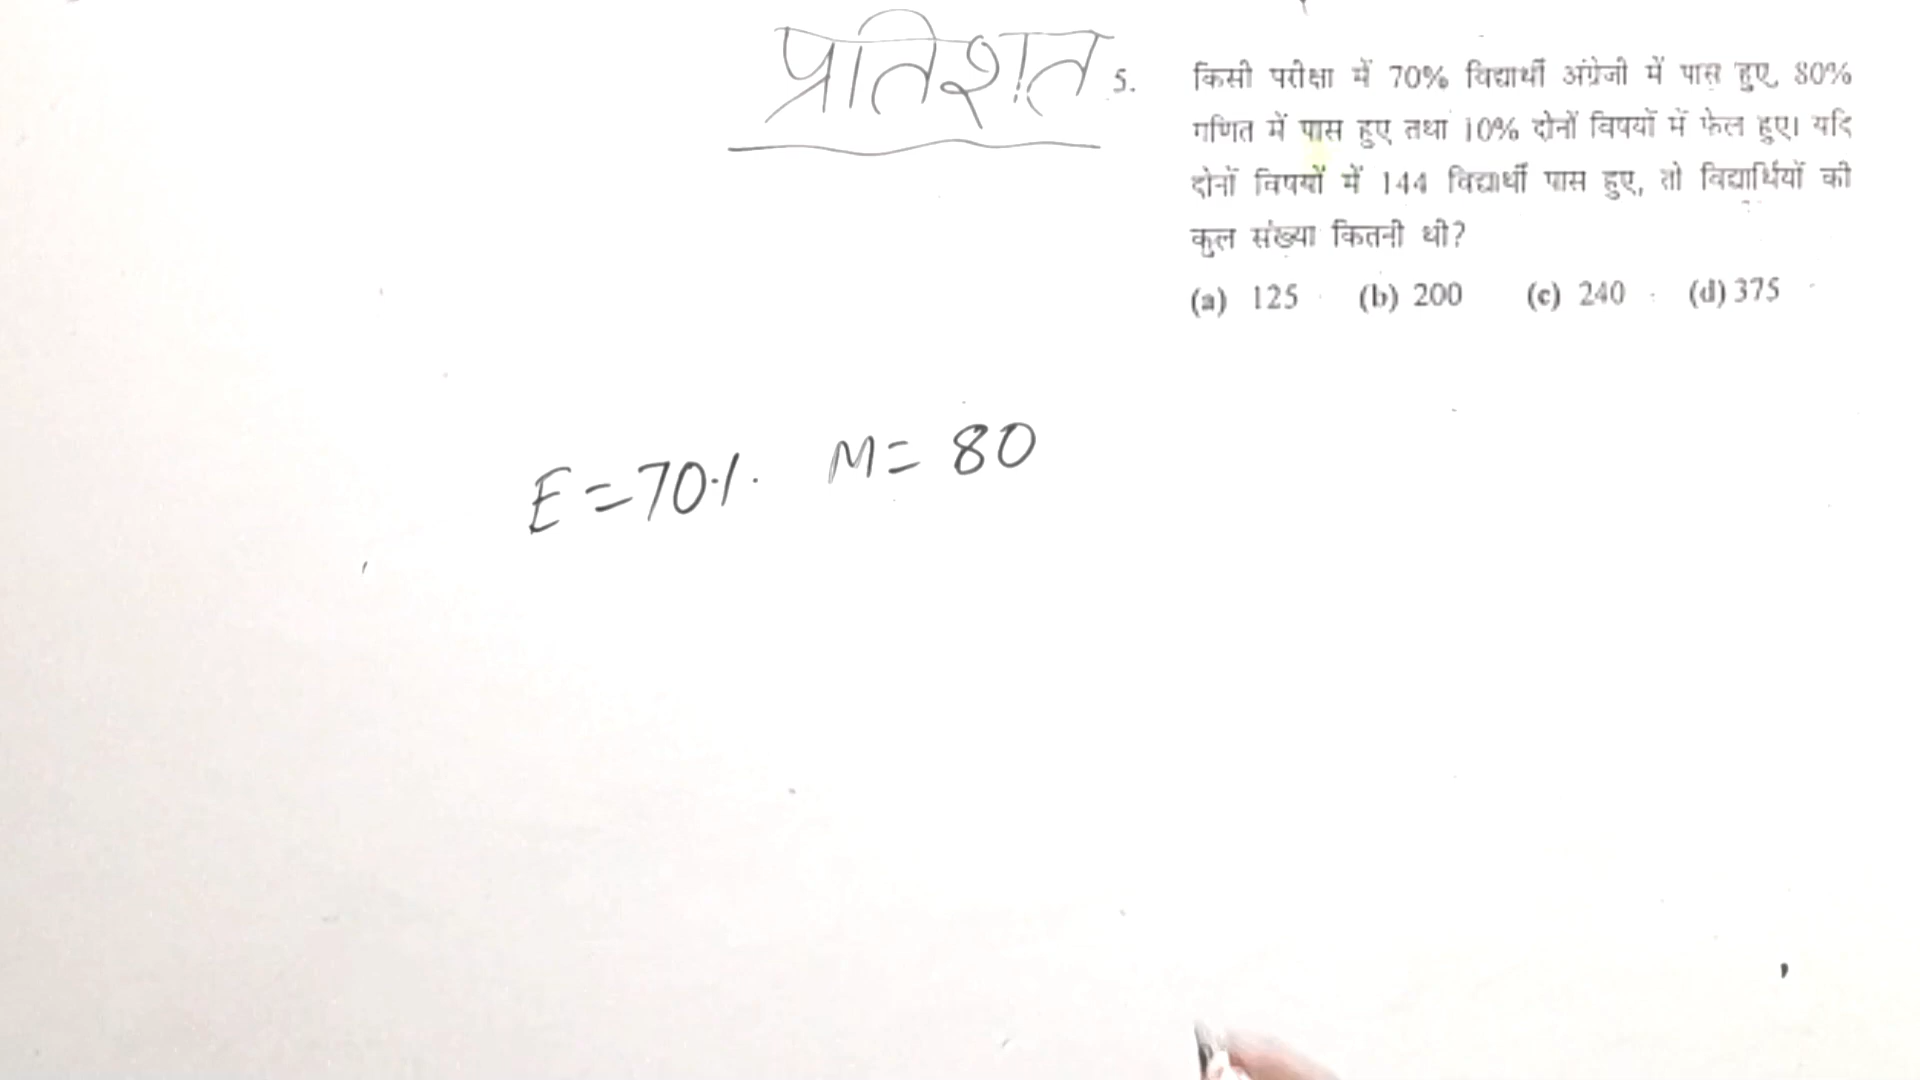 प्रतिशत
5. किसी परीक्षा में 70% विद्यार्थी अंग्रेजी में पास हुए, 80%
गणित में पास हुए तथा 10% दोनों विषयों में फेल हुए। यदि
दोनों विषयों में 144 विद्यार्थी पास हुए, तो विद्यार्थियों की
कुल संख्या कितनी थी?
(a) 125 (b) 200 (c) 240 (d) 375
E = 70% M = 80